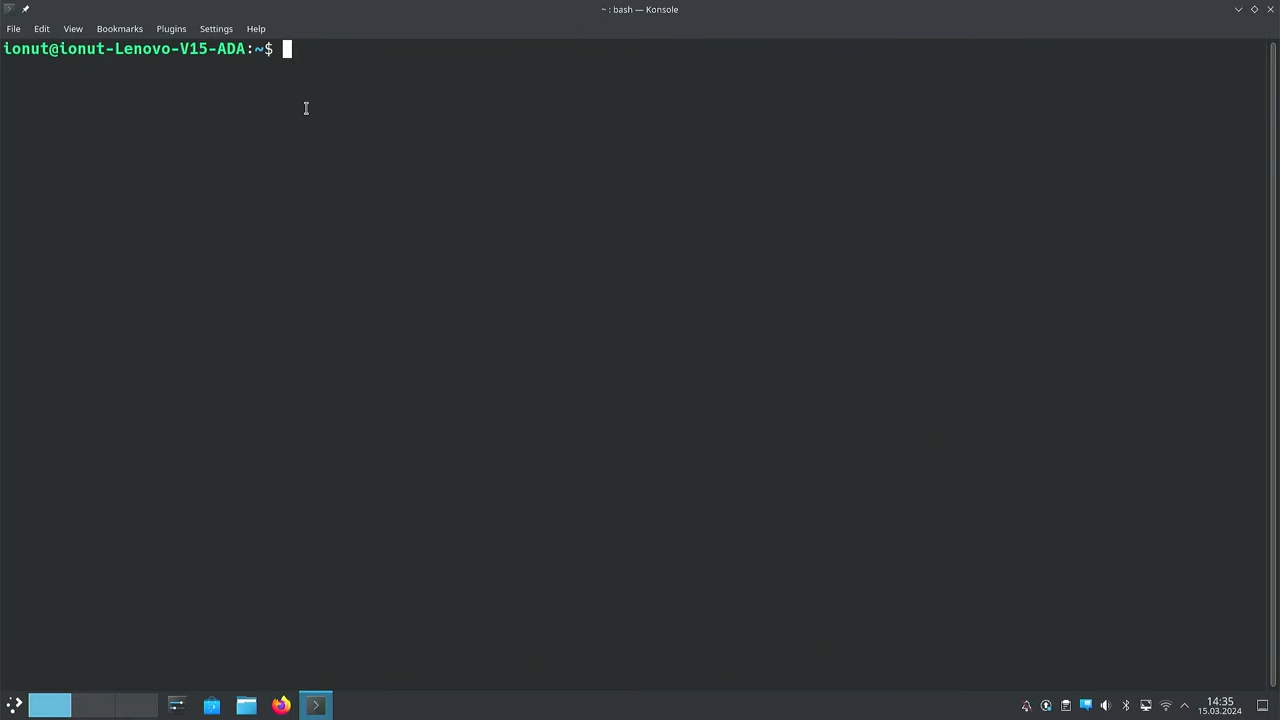 ~ : bash — Konsole
File Edit View Bookmarks Plugins Settings Help
ionut@ionut-Lenovo-V15-ADA:~$
14:35
15.03.2024